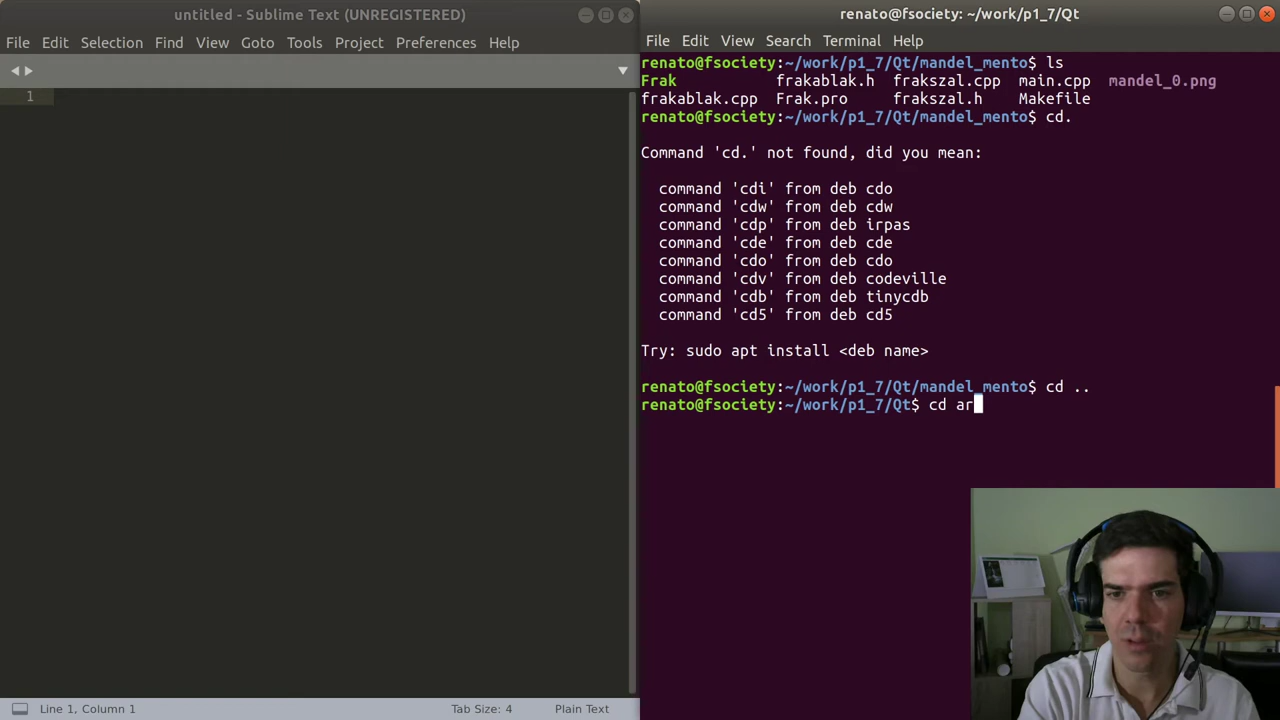 untitled - Sublime Text (UNREGISTERED)
File Edit Selection Find View Goto Tools Project Preferences Help
1
Line 1, Column 1 Tab Size: 4 Plain Text
renato@fsociety: ~/work/p1_7/Qt
File Edit View Search Terminal Help
renato@fsociety:~/work/p1_7/Qt/mandel_mento$ ls
Frak frakablak.h frakszal.cpp main.cpp mandel_0.png
frakablak.cpp Frak.pro frakszal.h Makefile
renato@fsociety:~/work/p1_7/Qt/mandel_mento$ cd.
Command 'cd.' not found, did you mean:
command 'cdi' from deb cdo
command 'cdw' from deb cdw
command 'cdp' from deb irpas
command 'cde' from deb cde
command 'cdo' from deb cdo
command 'cdv' from deb codeville
command 'cdb' from deb tinycdb
command 'cd5' from deb cd5
Try: sudo apt install <deb name>
renato@fsociety:~/work/p1_7/Qt/mandel_mento$ cd ..
renato@fsociety:~/work/p1_7/Qt$ cd ar